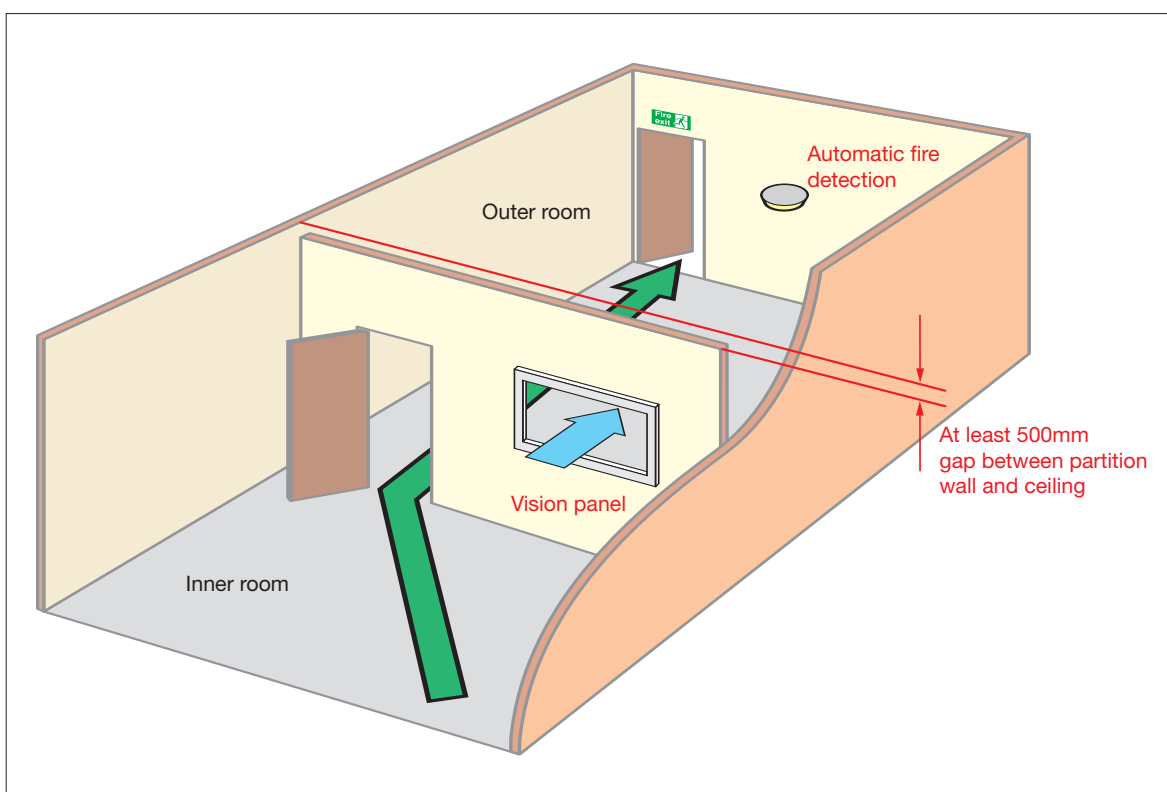 Fire
exit
Automatic fire
detection
Outer room
At least 500mm
gap between partition
wall and ceiling
Vision panel
Inner room